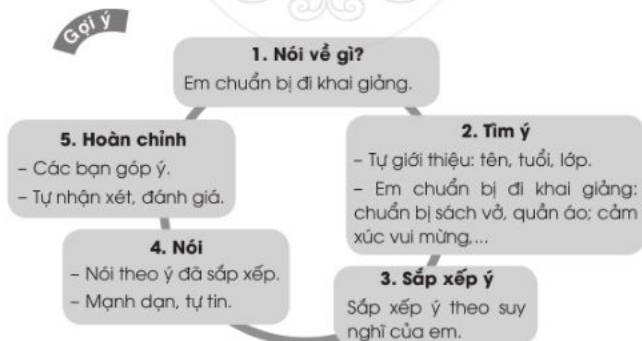 Gợi ý
1. Nói về gì?
Em chuẩn bị đi khai giảng.
2. Tìm ý
– Tự giới thiệu: tên, tuổi, lớp.
– Em chuẩn bị đi khai giảng:
chuẩn bị sách vở, quần áo; cảm
xúc vui mừng,...
3. Sắp xếp ý
Sắp xếp ý theo suy
nghĩ của em.
4. Nói
– Nói theo ý đã sắp xếp.
– Mạnh dạn, tự tin.
5. Hoàn chỉnh
– Các bạn góp ý.
– Tự nhận xét, đánh giá.